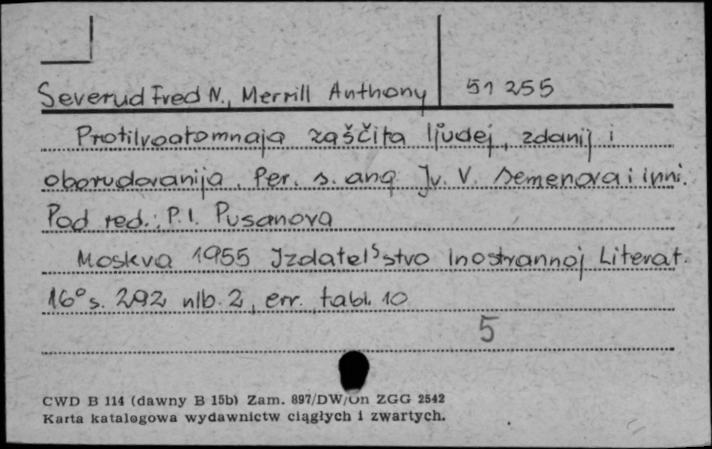 Severud Fred N., Merrill Anthony 51 255
Protilvoatomnaja zaščita ljudej, zdanij i
oborudovanija. Per. s. ang Jv. V. Semenova i inni.
Pod red.: P. I. Pusanova
Moskva 1955 Izdatel'stvo Inostrannoj Literat.
16° s. 292 nlb. 2, err. tabl. 10
5
CWD B 114 (dawny B 15b) Zam. 897/DW/On ZGG 2542
Karta katalogowa wydawnictw ciągłych i zwartych.